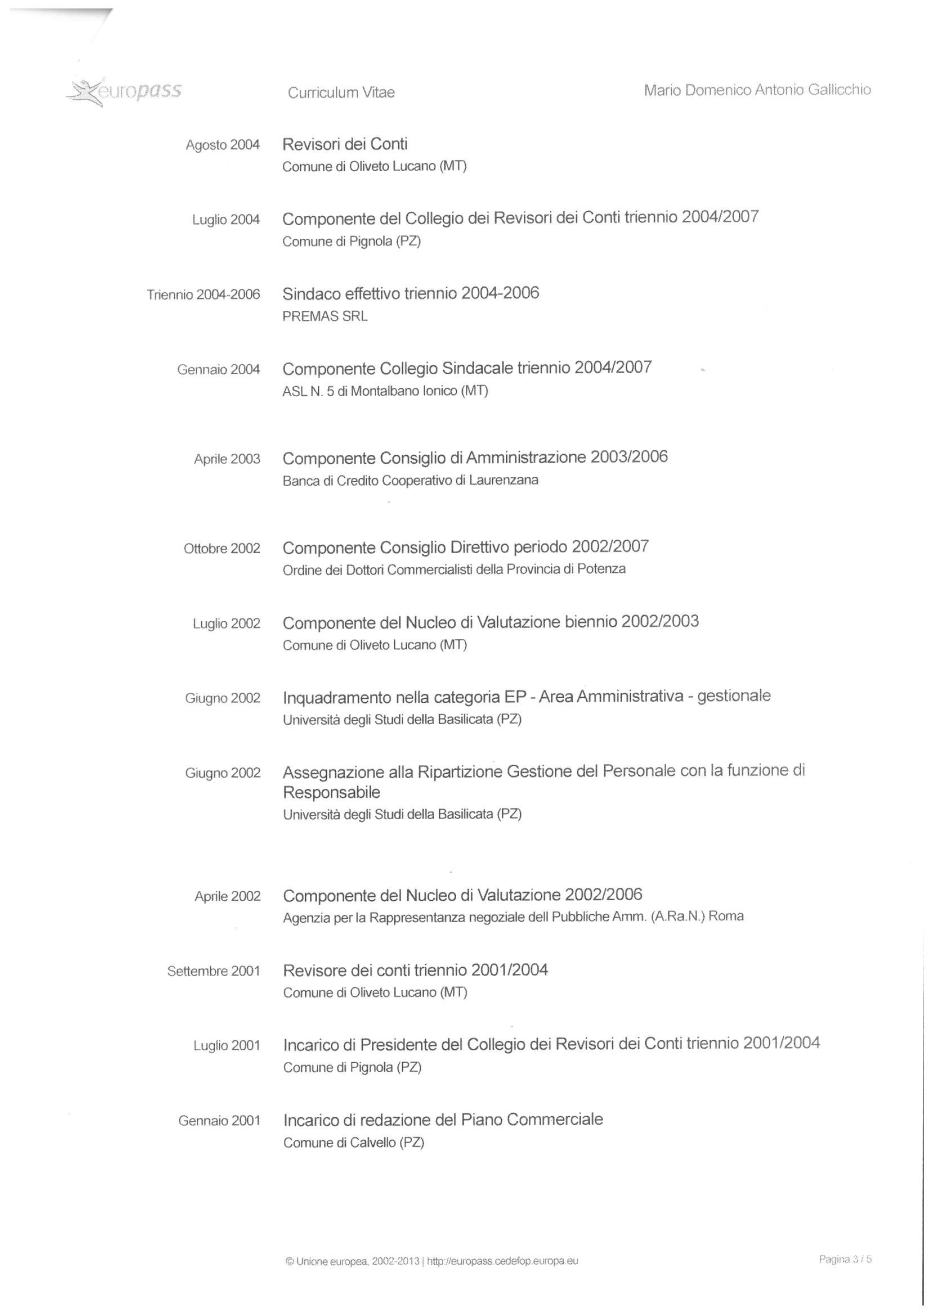 europass
Curriculum Vitae
Mario Domenico Antonio Gallicchio
Agosto 2004
Revisori dei Conti
Comune di Oliveto Lucano (MT)
Luglio 2004
Componente del Collegio dei Revisori dei Conti triennio 2004/2007
Comune di Pignola (PZ)
Triennio 2004-2006
Sindaco effettivo triennio 2004-2006
PREMAS SRL
Gennaio 2004
Componente Collegio Sindacale triennio 2004/2007
ASL N. 5 di Montalbano Ionico (MT)
Aprile 2003
Componente Consiglio di Amministrazione 2003/2006
Banca di Credito Cooperativo di Laurenzana
Ottobre 2002
Componente Consiglio Direttivo periodo 2002/2007
Ordine dei Dottori Commercialisti della Provincia di Potenza
Luglio 2002
Componente del Nucleo di Valutazione biennio 2002/2003
Comune di Oliveto Lucano (MT)
Giugno 2002
Inquadramento nella categoria EP - Area Amministrativa - gestionale
Università degli Studi della Basilicata (PZ)
Giugno 2002
Assegnazione alla Ripartizione Gestione del Personale con la funzione di
Responsabile
Università degli Studi della Basilicata (PZ)
Aprile 2002
Componente del Nucleo di Valutazione 2002/2006
Agenzia per la Rappresentanza negoziale dell Pubbliche Amm. (A.Ra.N.) Roma
Settembre 2001
Revisore dei conti triennio 2001/2004
Comune di Oliveto Lucano (MT)
Luglio 2001
Incarico di Presidente del Collegio dei Revisori dei Conti triennio 2001/2004
Comune di Pignola (PZ)
Gennaio 2001
Incarico di redazione del Piano Commerciale
Comune di Calvello (PZ)
© Unione europea, 2002-2013 | http://europass.cedefop.europa.eu
Pagina 3 / 5